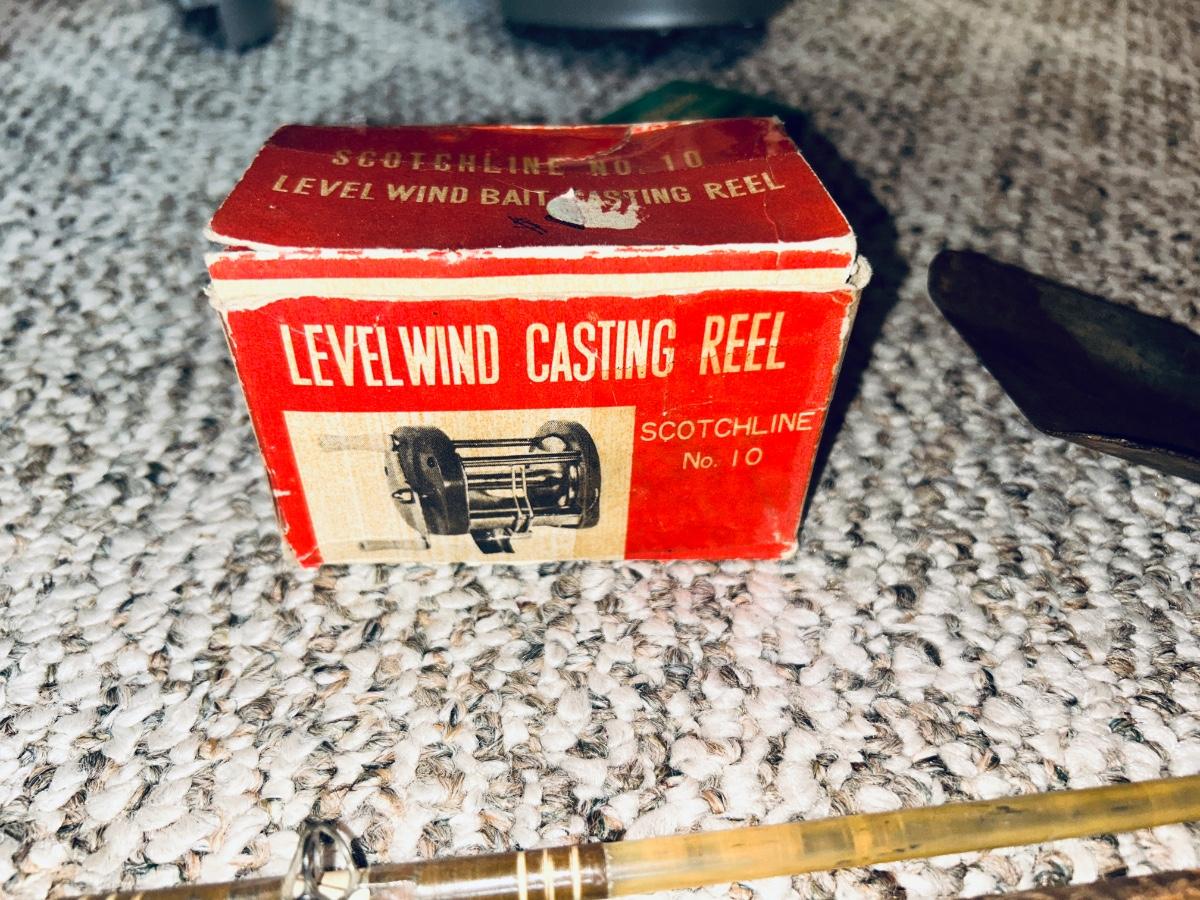 SCOTCHLINE NO. 10
LEVEL WIND BAIT CASTING REEL
LEVELWIND CASTING REEL
SCOTCHLINE
No. 10